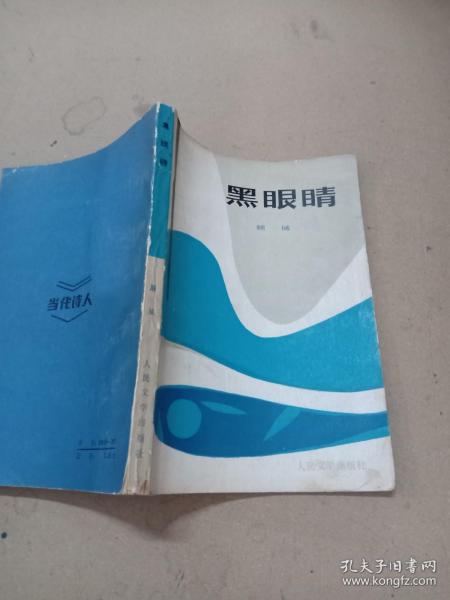 黑眼睛
顾城
人民文学出版社
黑眼睛
顾城
人民文学出版社
当代诗人
孔夫子旧书网
www.kongfz.com